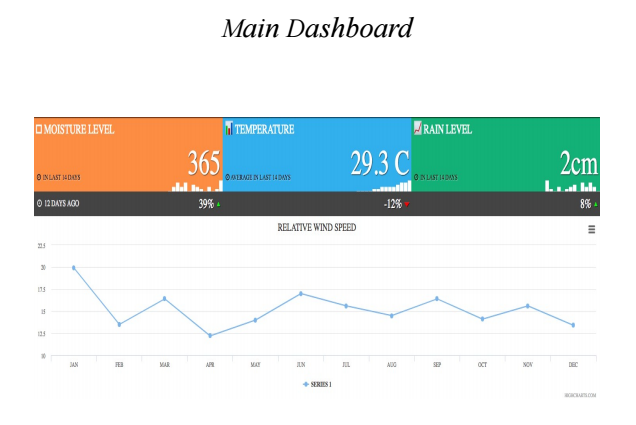 Main Dashboard
MOISTURE LEVEL
365
IN LAST 14 DAYS
TEMPERATURE
29.3 C
AVERAGE IN LAST 14 DAYS
RAIN LEVEL
2cm
IN LAST 14 DAYS
12 DAYS AGO
39%
-12%
8%
RELATIVE WIND SPEED
22.5
20
17.5
15
12.5
10
JAN FEB MAR APR MAY JUN JUL AUG SEP OCT NOV DEC
SERIES 1
HIGHCHARTS.COM